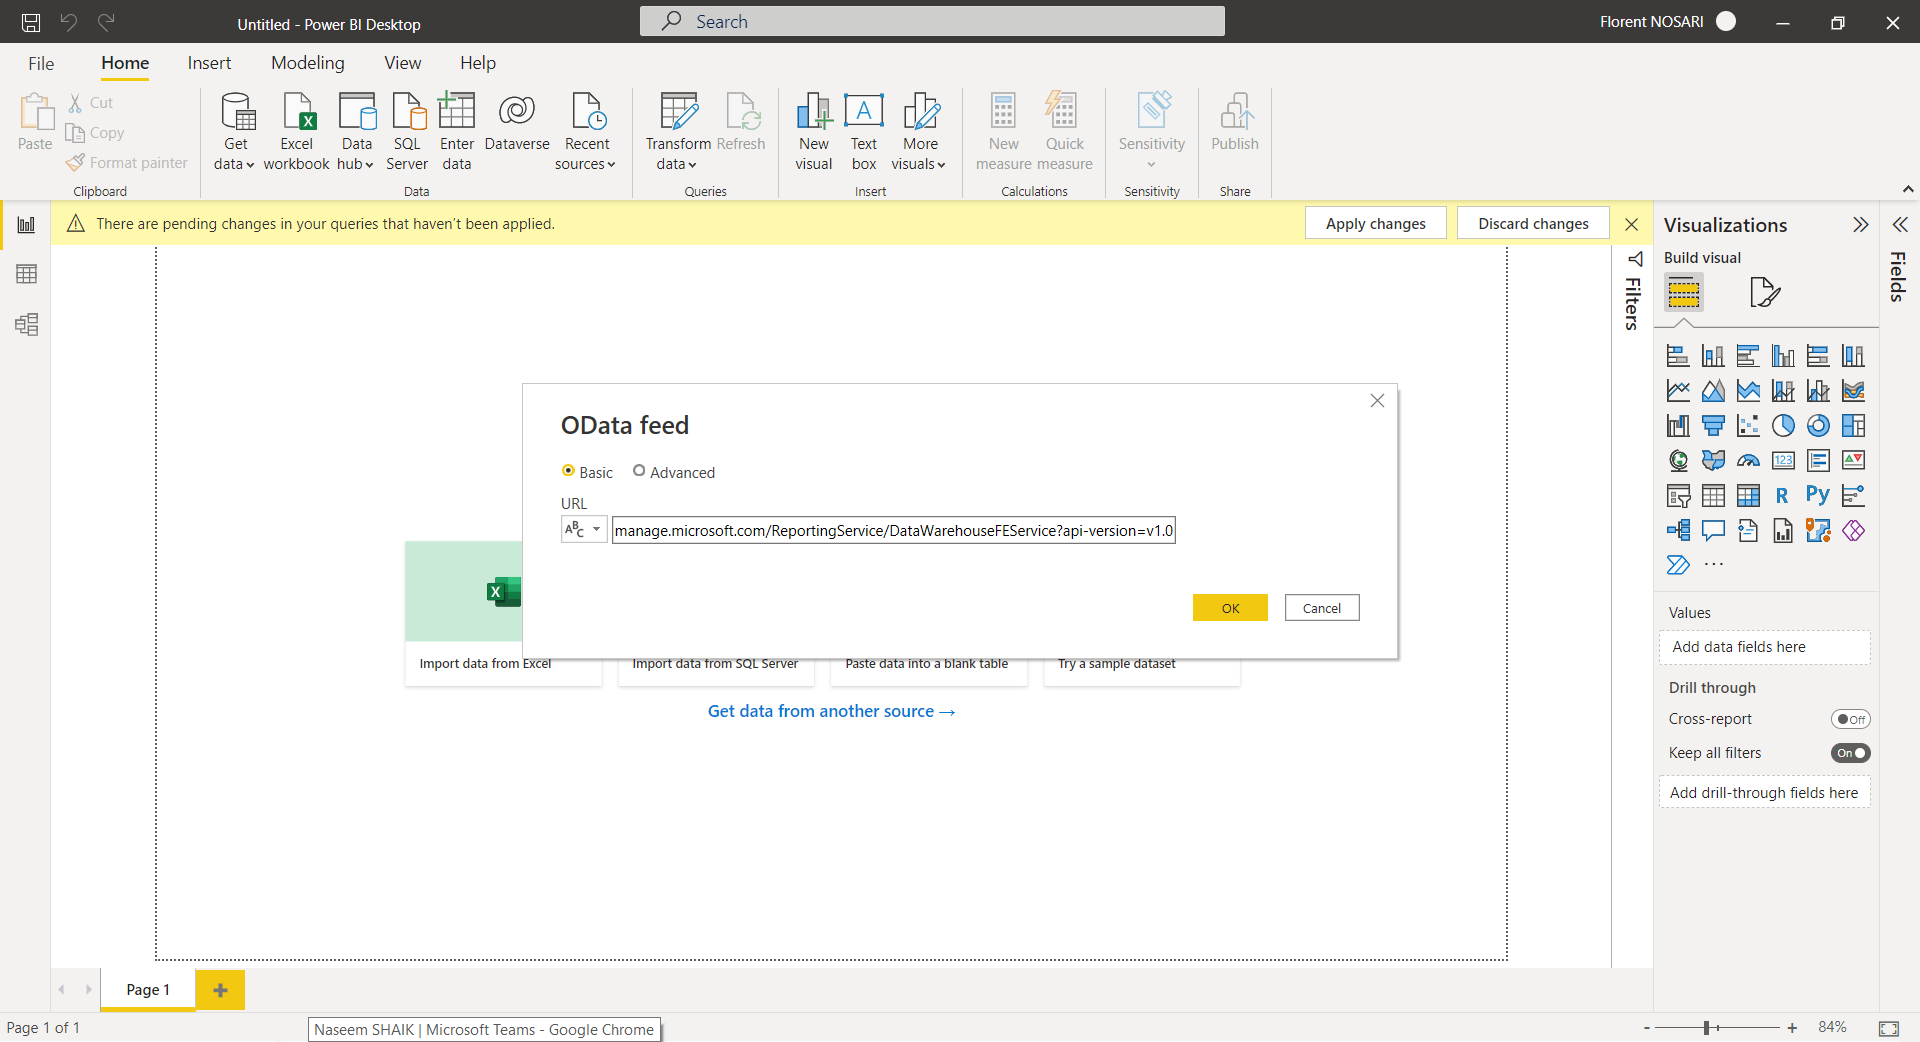 Untitled - Power BI Desktop
Search
Florent NOSARI
File
Home
Insert
Modeling
View
Help
Paste
Cut
Copy
Format painter
Clipboard
Get data
Excel workbook
Data hub
SQL Server
Enter data
Dataverse
Recent sources
Data
Transform data
Refresh
Queries
New visual
Text box
More visuals
Insert
New measure
Quick measure
Calculations
Sensitivity
Sensitivity
Publish
Share
There are pending changes in your queries that haven't been applied.
Apply changes
Discard changes
Filters
Visualizations
Build visual
Fields
OData feed
Basic
Advanced
URL
ABC
manage.microsoft.com/ReportingService/DataWarehouseFEService?api-version=v1.0
OK
Cancel
Import data from Excel
Import data from SQL Server
Paste data into a blank table
Try a sample dataset
Get data from another source →
123
R
Py
...
Values
Add data fields here
Drill through
Cross-report
Off
Keep all filters
On
Add drill-through fields here
Page 1
Page 1 of 1
Naseem SHAIK | Microsoft Teams - Google Chrome
84%